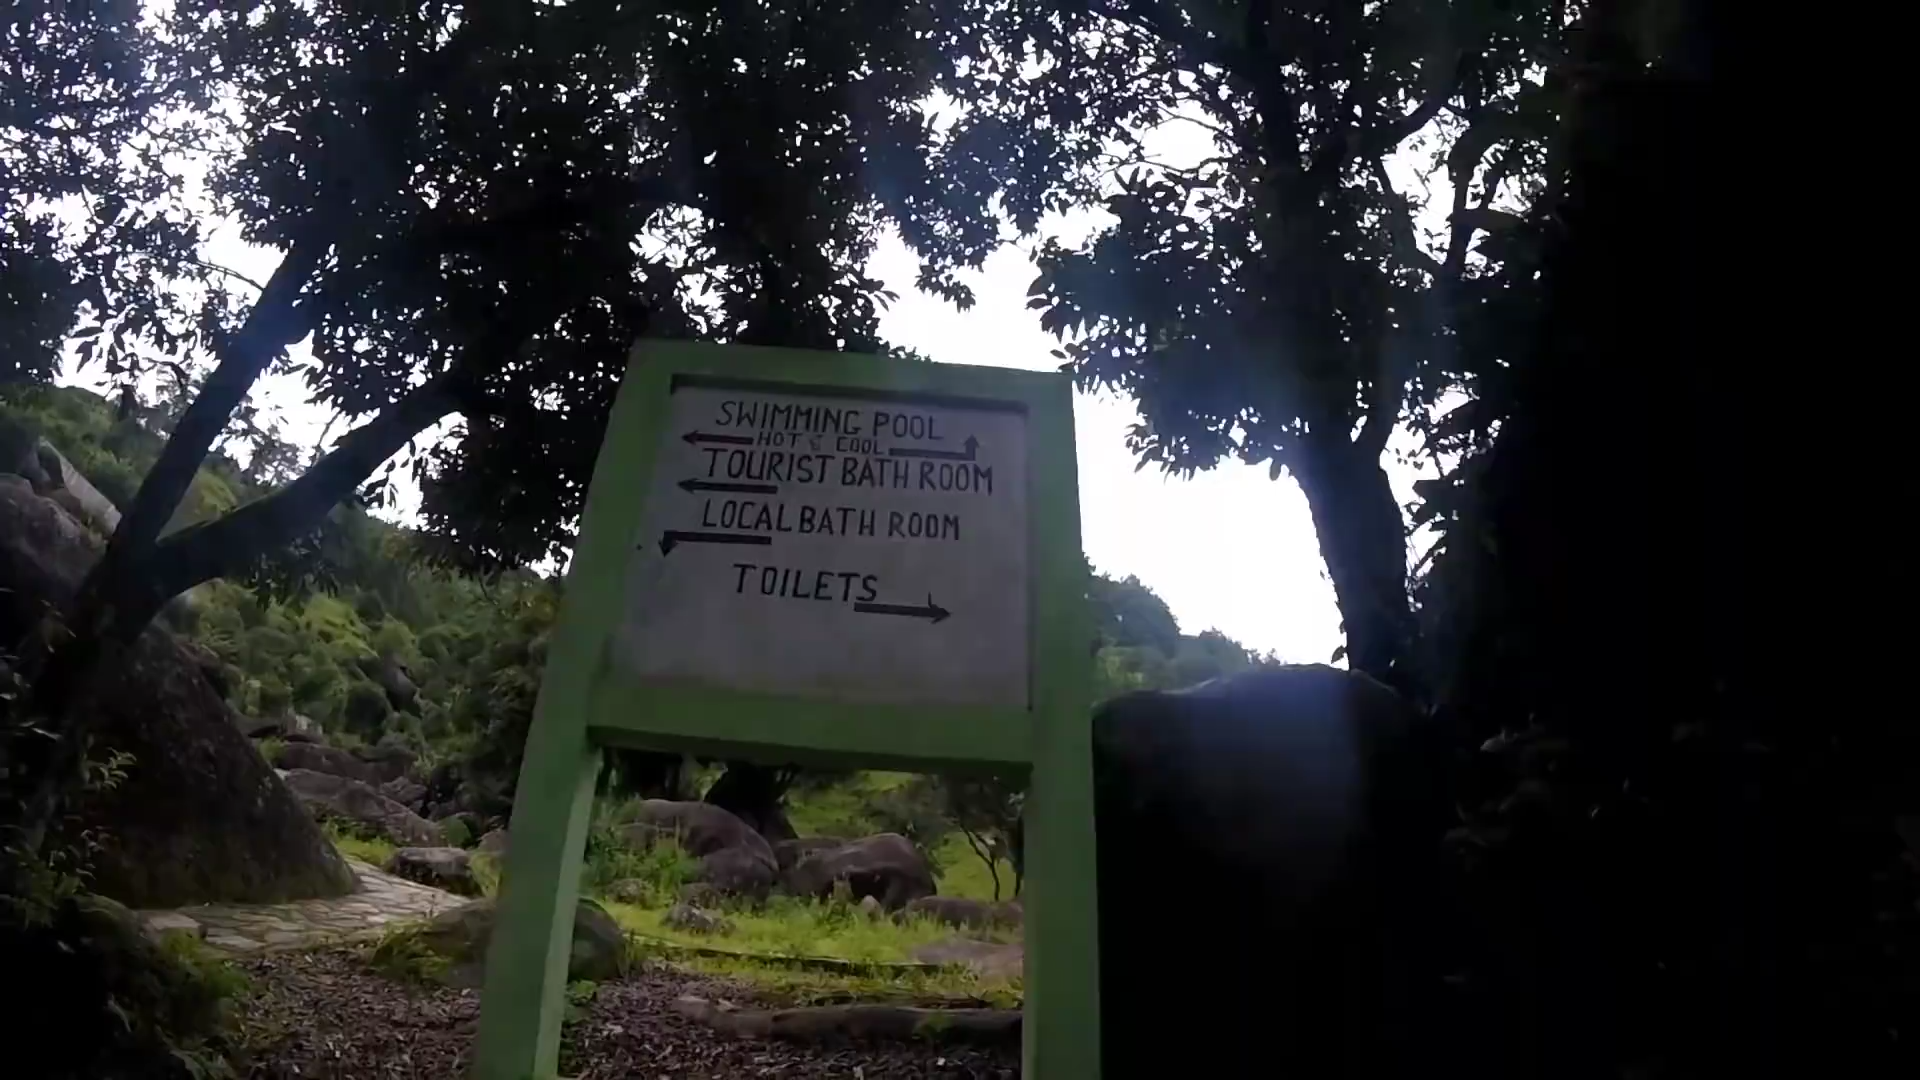 SWIMMING POOL
HOT & COOL
TOURIST BATH ROOM
LOCAL BATH ROOM
TOILETS